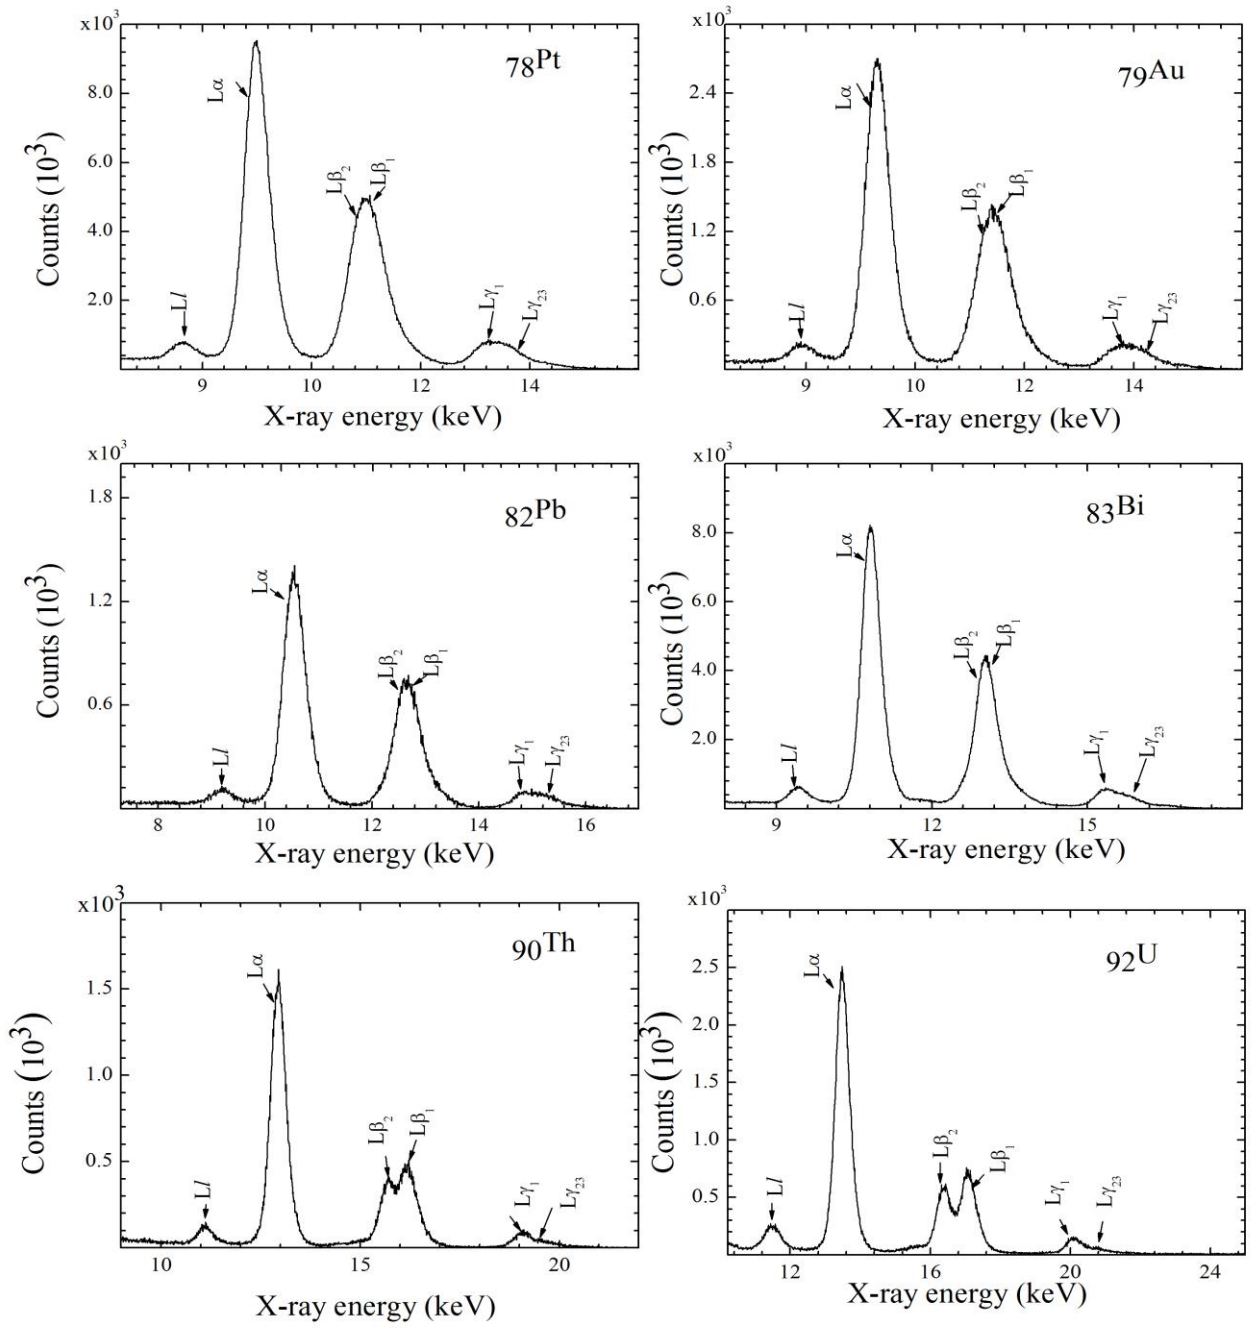 x10³
₇₈Pt
Lα
8.0
Counts (10³)
6.0
Lβ₂
Lβ₁
4.0
2.0
Ll
Lγ₁
Lγ₂₃
9
10
12
14
X-ray energy (keV)
x10³
₇₉Au
2.4
Lα
Counts (10³)
1.8
Lβ₂
Lβ₁
1.2
0.6
Ll
Lγ₁
Lγ₂₃
9
10
12
14
X-ray energy (keV)
x10³
1.8
₈₂Pb
Lα
1.2
Counts (10³)
Lβ₂
Lβ₁
0.6
Ll
Lγ₁
Lγ₂₃
8
10
12
14
16
X-ray energy (keV)
x10³
₈₃Bi
8.0
Lα
6.0
Counts (10³)
Lβ₂
Lβ₁
4.0
2.0
Ll
Lγ₁
Lγ₂₃
9
12
15
X-ray energy (keV)
x10³
₉₀Th
Lα
1.5
Counts (10³)
1.0
Lβ₂
Lβ₁
0.5
Ll
Lγ₁
Lγ₂₃
10
15
20
X-ray energy (keV)
x10³
₉₂U
Lα
2.5
2.0
Counts (10³)
1.5
1.0
Lβ₂
Lβ₁
0.5
Ll
Lγ₁
Lγ₂₃
12
16
20
24
X-ray energy (keV)